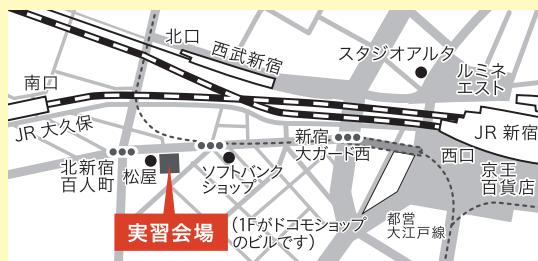 北口
西武新宿
スタジオアルタ
ルミネ
エスト
南口
JR 大久保
JR 新宿
新宿
大ガード西
西口
北新宿
百人町
松屋
ソフトバンク
ショップ
京王
百貨店
実習会場
(1Fがドコモショップ
のビルです)
都営
大江戸線